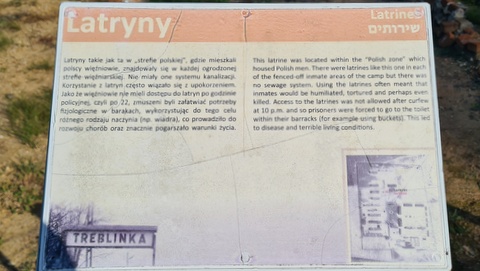 Latryny
Latrines
שירותים
Latryny takie jak ta w „strefie polskiej”, gdzie mieszkali
polscy więźniowie, znajdowały się w każdej ogrodzonej
strefie więźniarskiej. Nie miały one systemu kanalizacji.
Korzystanie z latryn często wiązało się z upokorzeniem.
Jako że więźniowie nie mieli dostępu do latryn po godzinie
policyjnej, czyli po 22, zmuszeni byli załatwiać potrzeby
fizjologiczne w barakach, wykorzystując do tego celu
różnego rodzaju naczynia (np. wiadra), co prowadziło do
rozwoju chorób oraz znacznie pogarszało warunki życia.
This latrine was located within the “Polish zone” which
housed Polish men. There were latrines like this one in each
of the fenced-off inmate areas of the camp but there was
no sewage system. Using the latrines often meant that
inmates would be humiliated, tortured and perhaps even
killed. Access to the latrines was not allowed after curfew
at 10 p.m. and so prisoners were forced to go to the toilet
within their barracks (for example using buckets). This led
to disease and terrible living conditions.
TREBLINKA